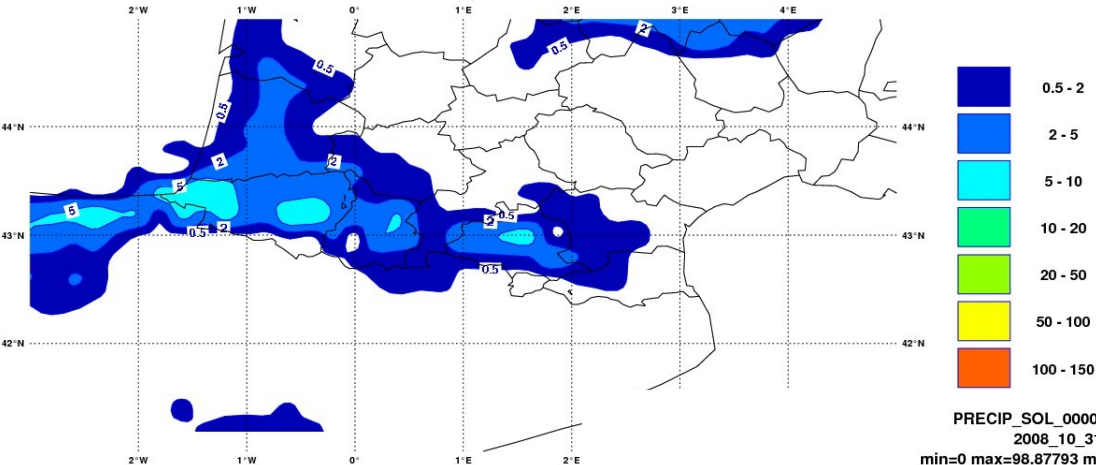 2°W 1°W 0° 1°E 2°E 3°E 4°E
2
0.5
0.5
0.5
44°N 44°N
2 2
5
5
0.5
2
0.5 2
43°N 43°N
0.5
42°N 42°N
2°W 1°W 0° 1°E 2°E 3°E 4°E
0.5 - 2
2 - 5
5 - 10
10 - 20
20 - 50
50 - 100
100 - 150
PRECIP_SOL_0000
2008_10_31
min=0 max=98.87793 m